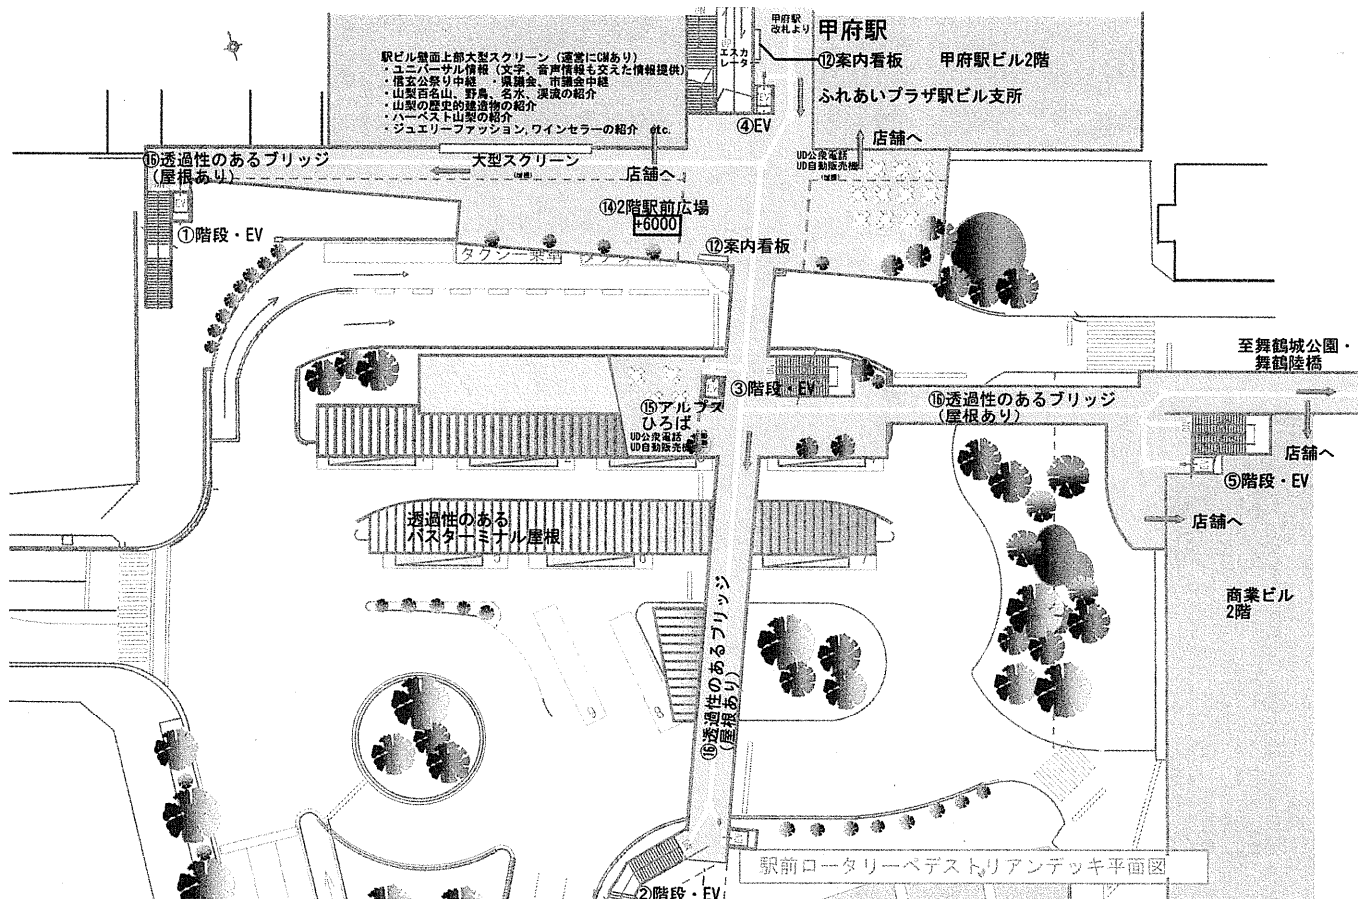 甲府駅
改札より
甲府駅
エスカ
レータ
⑫案内看板 甲府駅ビル2階
ふれあいプラザ駅ビル支所
駅ビル壁面上部大型スクリーン (運営にCMあり)
・ユニバーサル情報 (文字、音声情報も交えた情報提供)
・信玄公祭り中継 ・県議会、市議会中継
・山梨百名山、野鳥、名水、渓流の紹介
・山梨の歴史的建造物の紹介
・ハーベスト山梨の紹介
・ジュエリーファッション, ワインセラーの紹介 etc.
④EV
店舗へ
⑯透過性のあるブリッジ
(屋根あり)
大型スクリーン
店舗へ
UD公衆電話
UD自動販売機
⑭2階駅前広場
+6000
①階段・EV
⑫案内看板
タクシー乗車
至舞鶴城公園・
舞鶴陸橋
③階段・EV
⑯透過性のあるブリッジ
(屋根あり)
⑮アルプス
ひろば
UD公衆電話
UD自動販売機
店舗へ
⑤階段・EV
店舗へ
透過性のある
バスターミナル屋根
商業ビル
2階
⑯透過性のあるブリッジ
(屋根あり)
9
8
駅前ロータリーペデストリアンデッキ平面図
②階段・EV